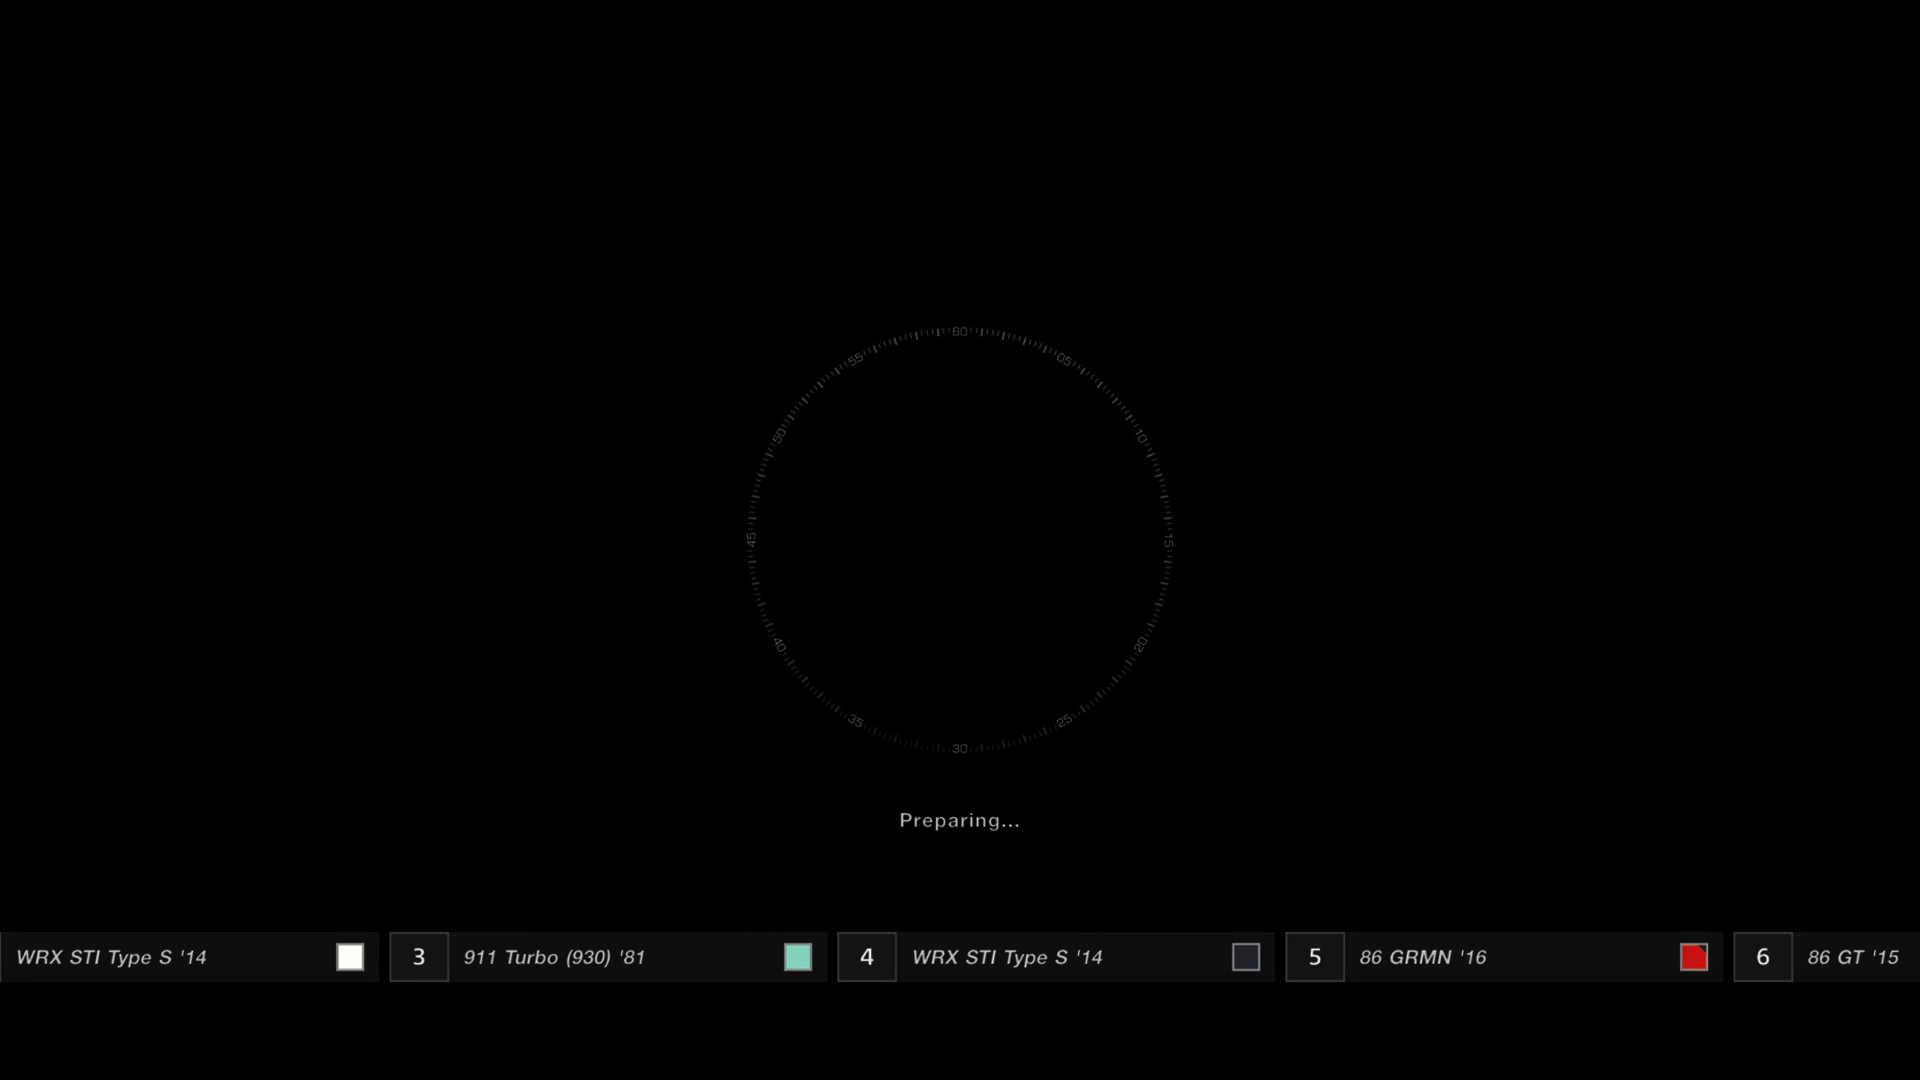 60
55
05
50
10
45
15
40
20
35
25
30
Preparing...
WRX STI Type S '14
3 911 Turbo (930) '81
4 WRX STI Type S '14
5 86 GRMN '16
6 86 GT '15